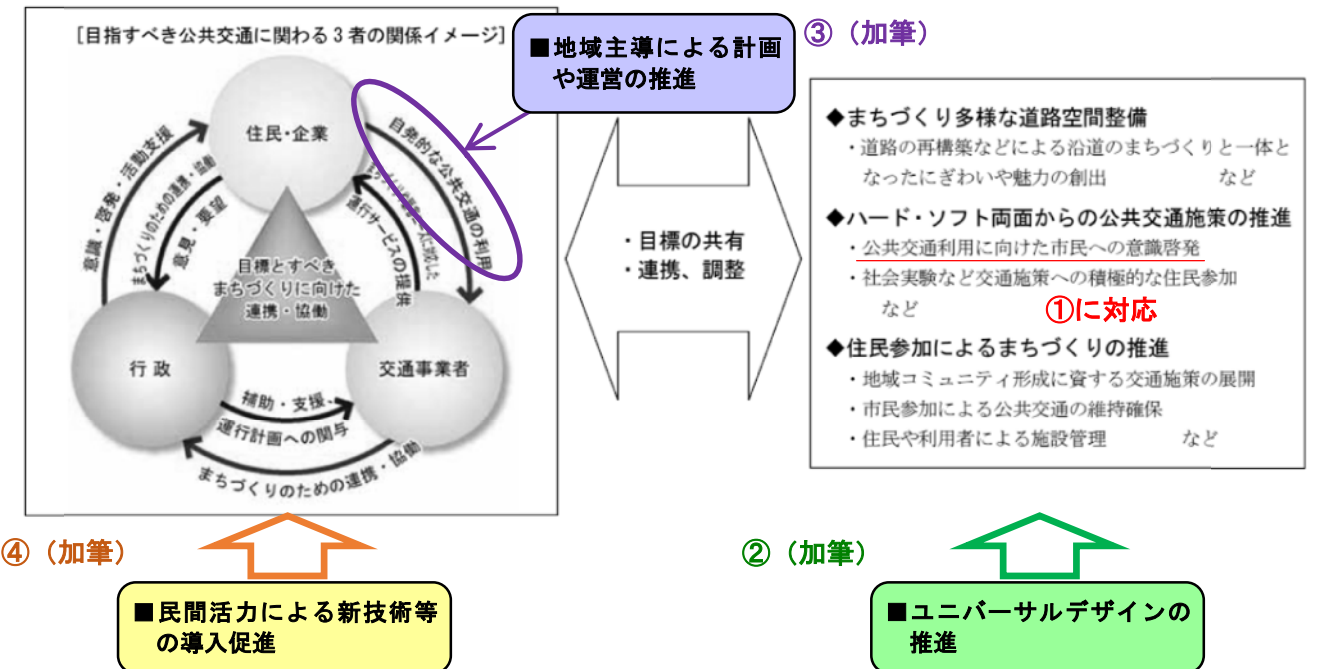 [目指すべき公共交通に関わる3者の関係イメージ]
■地域主導による計画
や運営の推進
③（加筆）
住民・企業
意識・啓発・活動支援
まちづくりのための連携・協働
意見・要望
自発的な公共交通の利用
運行サービスの提供
目標とすべき
まちづくりに向けた
連携・協働
行政
交通事業者
補助・支援、
運行計画への関与
まちづくりのための連携・協働
・目標の共有
・連携、調整
◆まちづくり多様な道路空間整備
・道路の再構築などによる沿道のまちづくりと一体と
なったにぎわいや魅力の創出　など
◆ハード・ソフト両面からの公共交通施策の推進
・公共交通利用に向けた市民への意識啓発
・社会実験など交通施策への積極的な住民参加
など
①に対応
◆住民参加によるまちづくりの推進
・地域コミュニティ形成に資する交通施策の展開
・市民参加による公共交通の維持確保
・住民や利用者による施設管理　など
④（加筆）
■民間活力による新技術等
の導入促進
②（加筆）
■ユニバーサルデザインの
推進